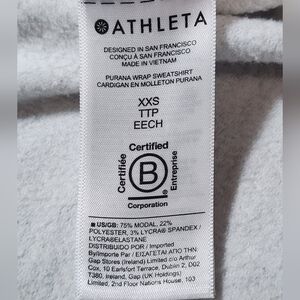 ATHLETA
DESIGNED IN SAN FRANCISCO
CONÇU À SAN FRANCISCO
MADE IN VIETNAM
PURANA WRAP SWEATSHIRT
CARDIGAN EN MOLLETON PURANA
XXS
TTP
EECH
Certified
Certifiée
B
Entreprise
Corporation
US/GB: 75% MODAL, 22%
POLYESTER, 3% LYCRA® SPANDEX /
LYCRA®ELASTANE
DISTRIBUIDO POR / Imported
By/Importe Par / ΕΙΣΑΓΕΤΑΙ ΑΠΟ ΤΗΝ
Gap Stores (Ireland) Limited c/o Arthur
Cox, 10 Earlsfort Terrace, Dublin 2, D02
T380, Ireland, Gap (UK Holdings)
Limited, 2nd Floor Nations House, 103